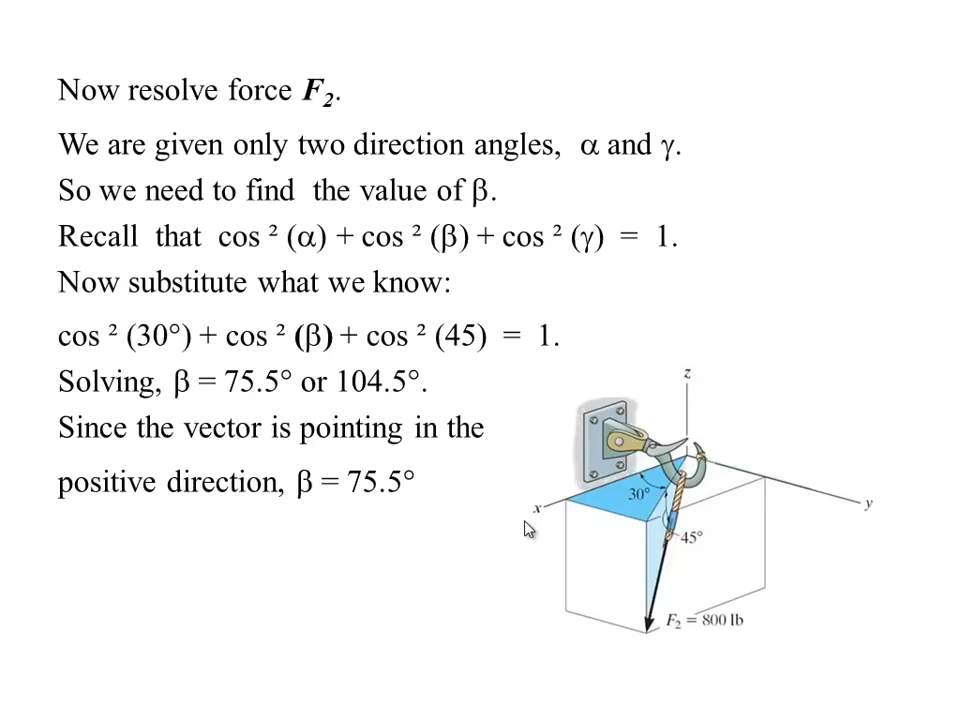 Now resolve force F₂.
We are given only two direction angles, α and γ.
So we need to find the value of β.
Recall that cos ² (α) + cos ² (β) + cos ² (γ) = 1.
Now substitute what we know:
cos ² (30°) + cos ² (β) + cos ² (45) = 1.
Solving, β = 75.5° or 104.5°.
Since the vector is pointing in the
positive direction, β = 75.5°
z
30°
x
y
45°
F₂ = 800 lb